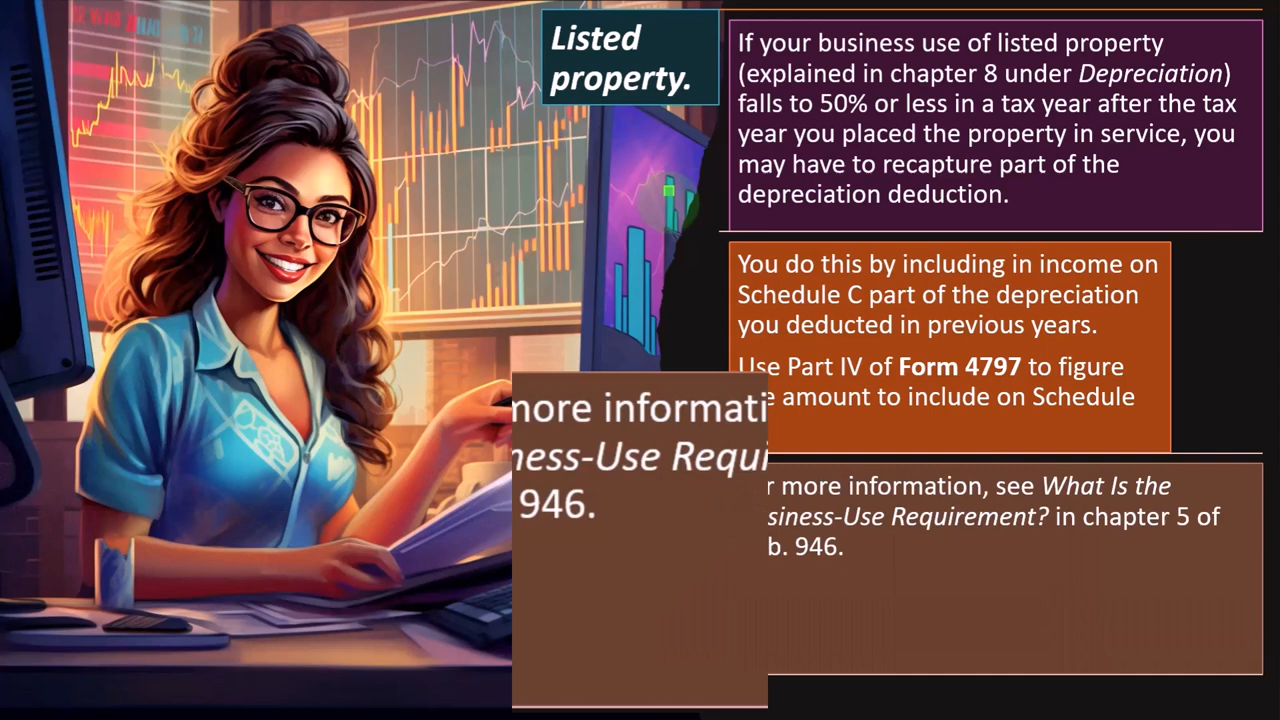 Listed
property.
If your business use of listed property
(explained in chapter 8 under Depreciation)
falls to 50% or less in a tax year after the tax
year you placed the property in service, you
may have to recapture part of the
depreciation deduction.
You do this by including in income on
Schedule C part of the depreciation
you deducted in previous years.
Use Part IV of Form 4797 to figure
e amount to include on Schedule
more informati
ness-Use Requi
946.
r more information, see What Is the
siness-Use Requirement? in chapter 5 of
b. 946.